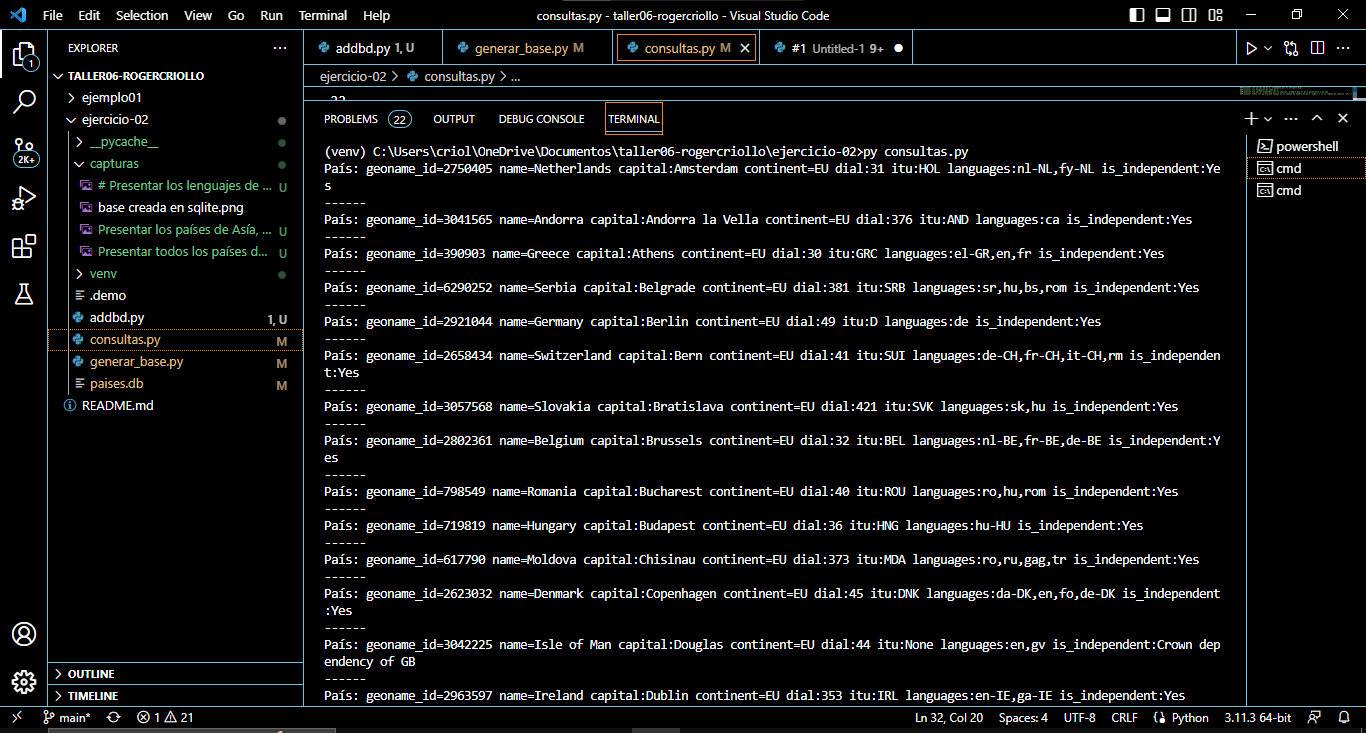 File Edit Selection View Go Run Terminal Help consultas.py - taller06-rogercriollo - Visual Studio Code
EXPLORER
TALLER06-ROGERCRIOLLO
ejemplo01
ejercicio-02
__pycache__
capturas
# Presentar los lenguajes de ... U
base creada en sqlite.png
Presentar los países de Asía, ... U
Presentar todos los países d... U
venv
.demo
addbd.py 1, U
consultas.py M
generar_base.py M
paises.db M
README.md
OUTLINE
TIMELINE
1
2K+
addbd.py 1, U generar_base.py M consultas.py M #1 Untitled-1 9+
ejercicio-02 > consultas.py > ...
PROBLEMS 22 OUTPUT DEBUG CONSOLE TERMINAL
(venv) C:\Users\criol\OneDrive\Documentos\taller06-rogercriollo\ejercicio-02>py consultas.py
País: geoname_id=2750405 name=Netherlands capital:Amsterdam continent=EU dial:31 itu:HOL languages:nl-NL,fy-NL is_independent:Ye
s
------
País: geoname_id=3041565 name=Andorra capital:Andorra la Vella continent=EU dial:376 itu:AND languages:ca is_independent:Yes
------
País: geoname_id=390903 name=Greece capital:Athens continent=EU dial:30 itu:GRC languages:el-GR,en,fr is_independent:Yes
------
País: geoname_id=6290252 name=Serbia capital:Belgrade continent=EU dial:381 itu:SRB languages:sr,hu,bs,rom is_independent:Yes
------
País: geoname_id=2921044 name=Germany capital:Berlin continent=EU dial:49 itu:D languages:de is_independent:Yes
------
País: geoname_id=2658434 name=Switzerland capital:Bern continent=EU dial:41 itu:SUI languages:de-CH,fr-CH,it-CH,rm is_independen
t:Yes
------
País: geoname_id=3057568 name=Slovakia capital:Bratislava continent=EU dial:421 itu:SVK languages:sk,hu is_independent:Yes
------
País: geoname_id=2802361 name=Belgium capital:Brussels continent=EU dial:32 itu:BEL languages:nl-BE,fr-BE,de-BE is_independent:Y
es
------
País: geoname_id=798549 name=Romania capital:Bucharest continent=EU dial:40 itu:ROU languages:ro,hu,rom is_independent:Yes
------
País: geoname_id=719819 name=Hungary capital:Budapest continent=EU dial:36 itu:HNG languages:hu-HU is_independent:Yes
------
País: geoname_id=617790 name=Moldova capital:Chisinau continent=EU dial:373 itu:MDA languages:ro,ru,gag,tr is_independent:Yes
------
País: geoname_id=2623032 name=Denmark capital:Copenhagen continent=EU dial:45 itu:DNK languages:da-DK,en,fo,de-DK is_independent
:Yes
------
País: geoname_id=3042225 name=Isle of Man capital:Douglas continent=EU dial:44 itu:None languages:en,gv is_independent:Crown dep
endency of GB
------
País: geoname_id=2963597 name=Ireland capital:Dublin continent=EU dial:353 itu:IRL languages:en-IE,ga-IE is_independent:Yes
powershell
cmd
cmd
main* 1 21 Ln 32, Col 20 Spaces: 4 UTF-8 CRLF Python 3.11.3 64-bit